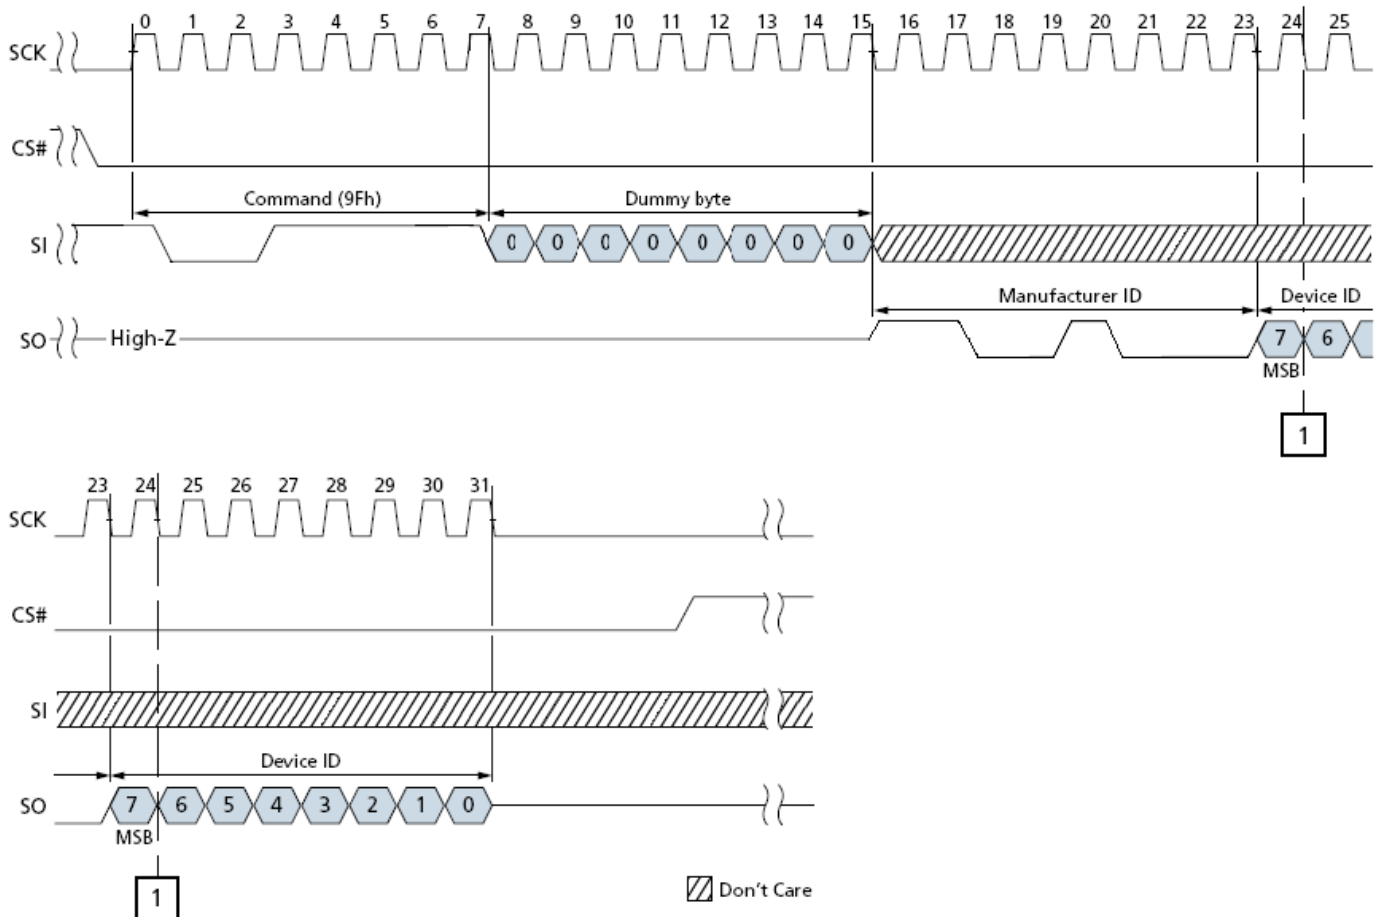 0 1 2 3 4 5 6 7 8 9 10 11 12 13 14 15 16 17 18 19 20 21 22 23 24 25
SCK
CS#
Command (9Fh) Dummy byte
SI 0 0 0 0 0 0 0 0
Manufacturer ID Device ID
SO High-Z 7 6
MSB
1
23 24 25 26 27 28 29 30 31
SCK
CS#
SI
Device ID
SO 7 6 5 4 3 2 1 0
MSB
1
Don't Care